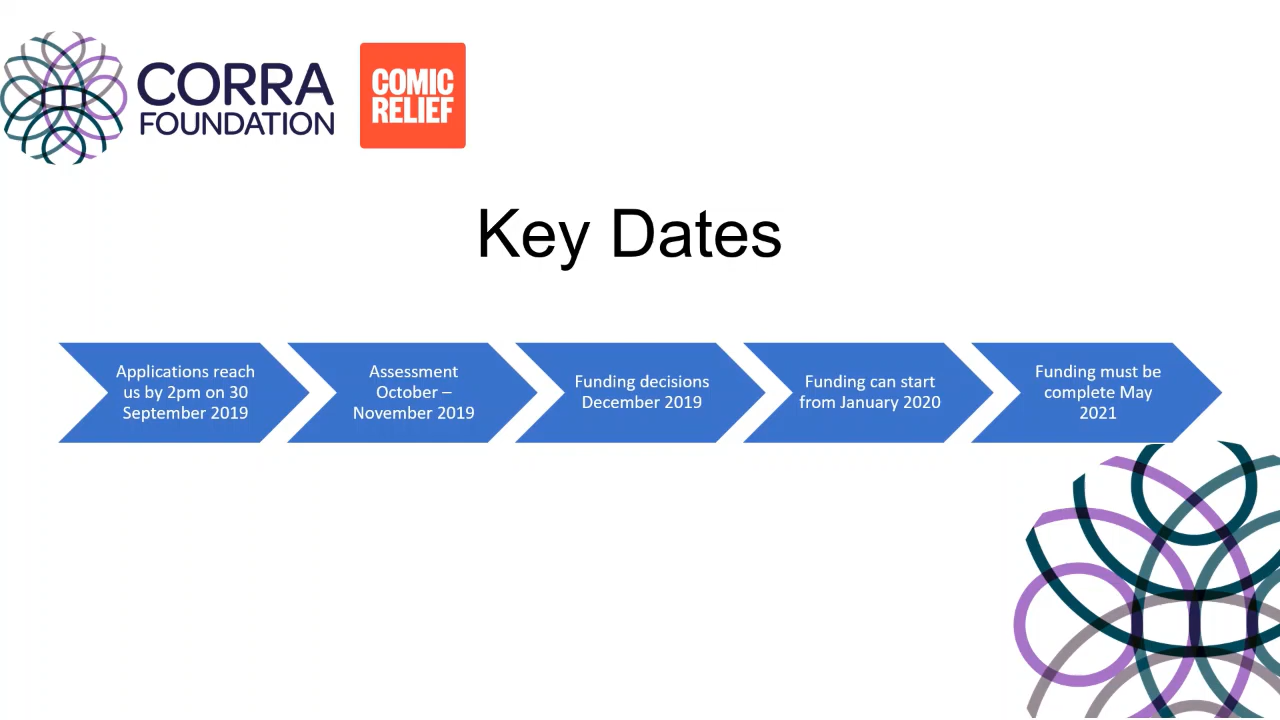 CORRA
FOUNDATION
COMIC
RELIEF
Key Dates
Applications reach
us by 2pm on 30
September 2019
Assessment
October –
November 2019
Funding decisions
December 2019
Funding can start
from January 2020
Funding must be
complete May
2021